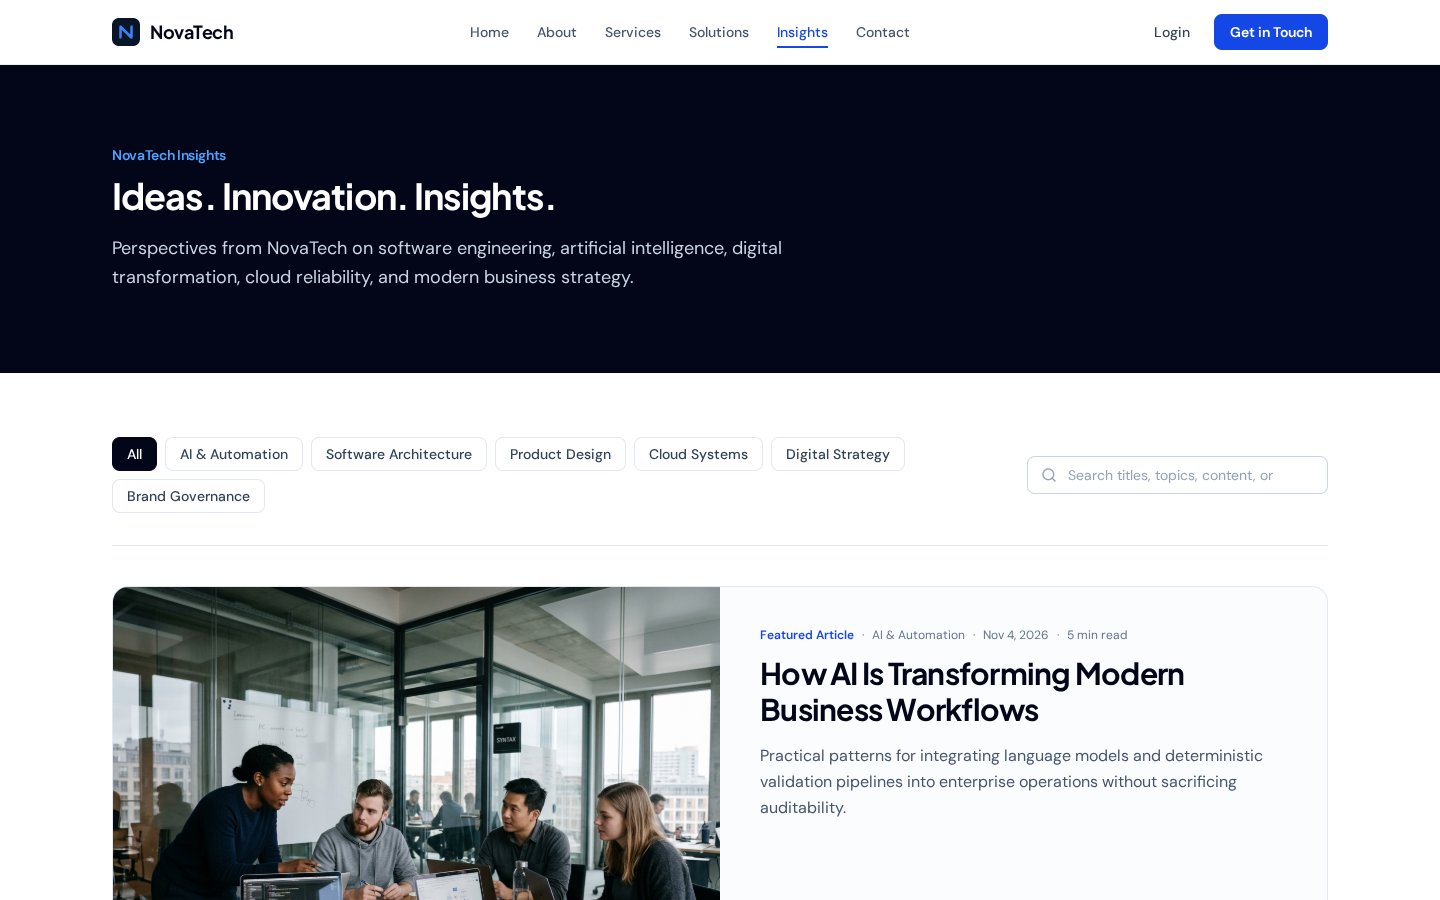 NovaTech
Home
About
Services
Solutions
Insights
Contact
Login
Get in Touch
NovaTech Insights
Ideas. Innovation. Insights.
Perspectives from NovaTech on software engineering, artificial intelligence, digital
transformation, cloud reliability, and modern business strategy.
All
AI & Automation
Software Architecture
Product Design
Cloud Systems
Digital Strategy
Brand Governance
Search titles, topics, content, or
SYNTAX
Featured Article · AI & Automation · Nov 4, 2026 · 5 min read
How AI Is Transforming Modern
Business Workflows
Practical patterns for integrating language models and deterministic
validation pipelines into enterprise operations without sacrificing
auditability.